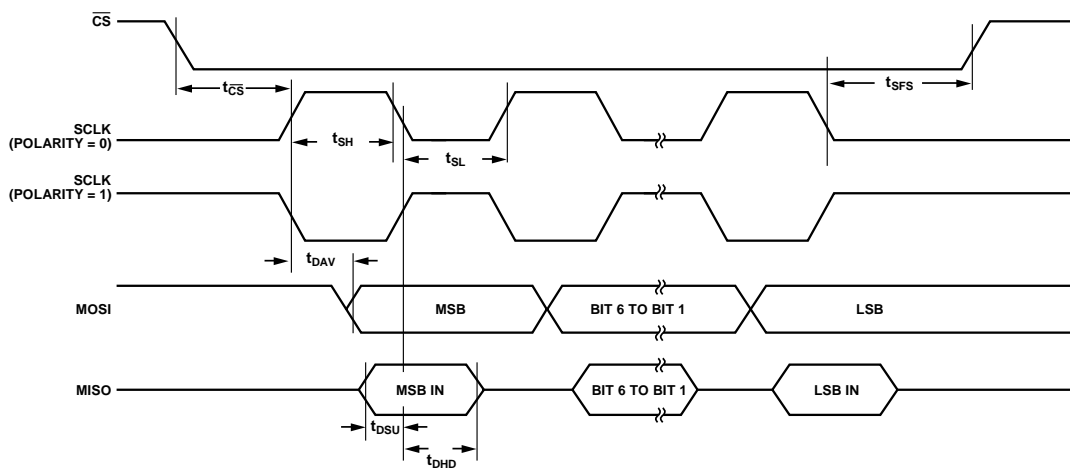 CS
tCS
tSFS
SCLK
(POLARITY = 0)
tSH
tSL
SCLK
(POLARITY = 1)
tDAV
MOSI
MSB
BIT 6 TO BIT 1
LSB
MISO
MSB IN
BIT 6 TO BIT 1
LSB IN
tDSU
tDHD